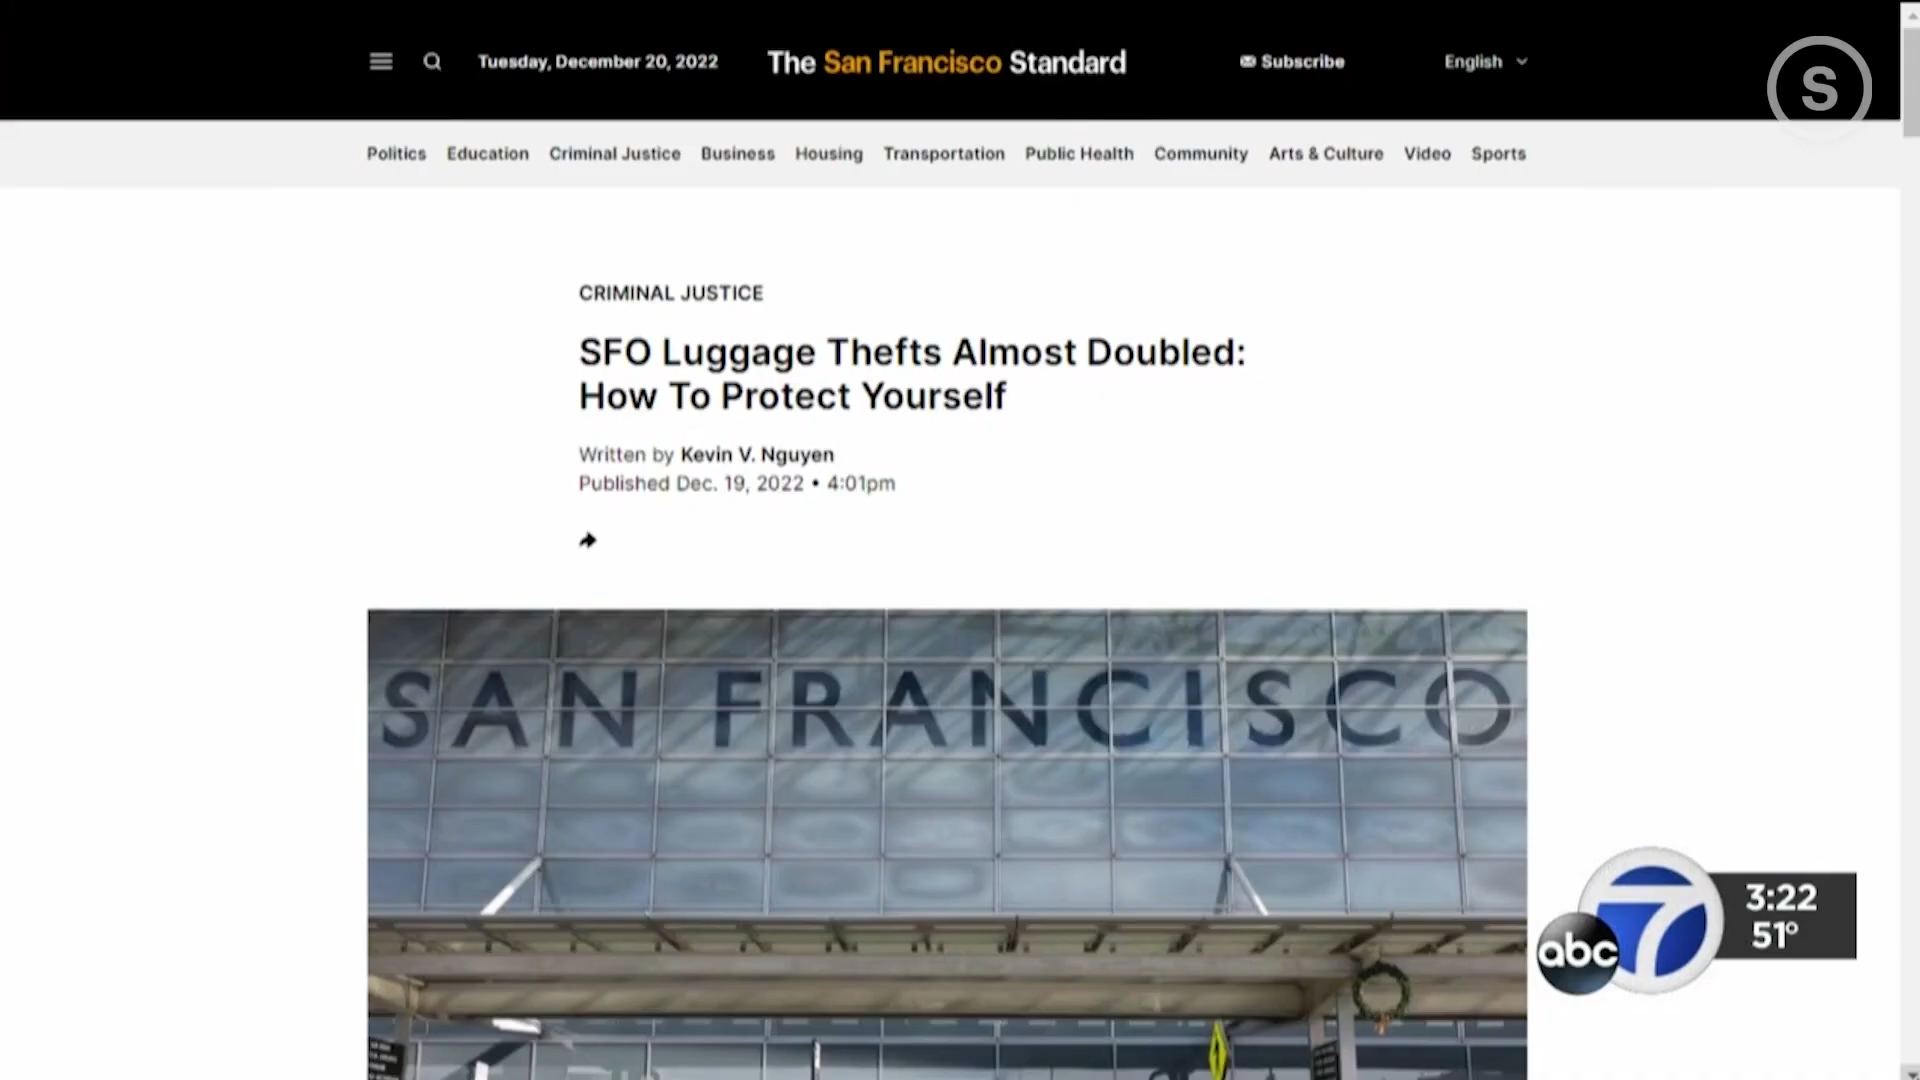 Tuesday, December 20, 2022
The San Francisco Standard
Subscribe
English
S
Politics Education Criminal Justice Business Housing Transportation Public Health Community Arts & Culture Video Sports
CRIMINAL JUSTICE
SFO Luggage Thefts Almost Doubled:
How To Protect Yourself
Written by Kevin V. Nguyen
Published Dec. 19, 2022 • 4:01pm
SAN FRANCISCO
abc
7
3:22
51°